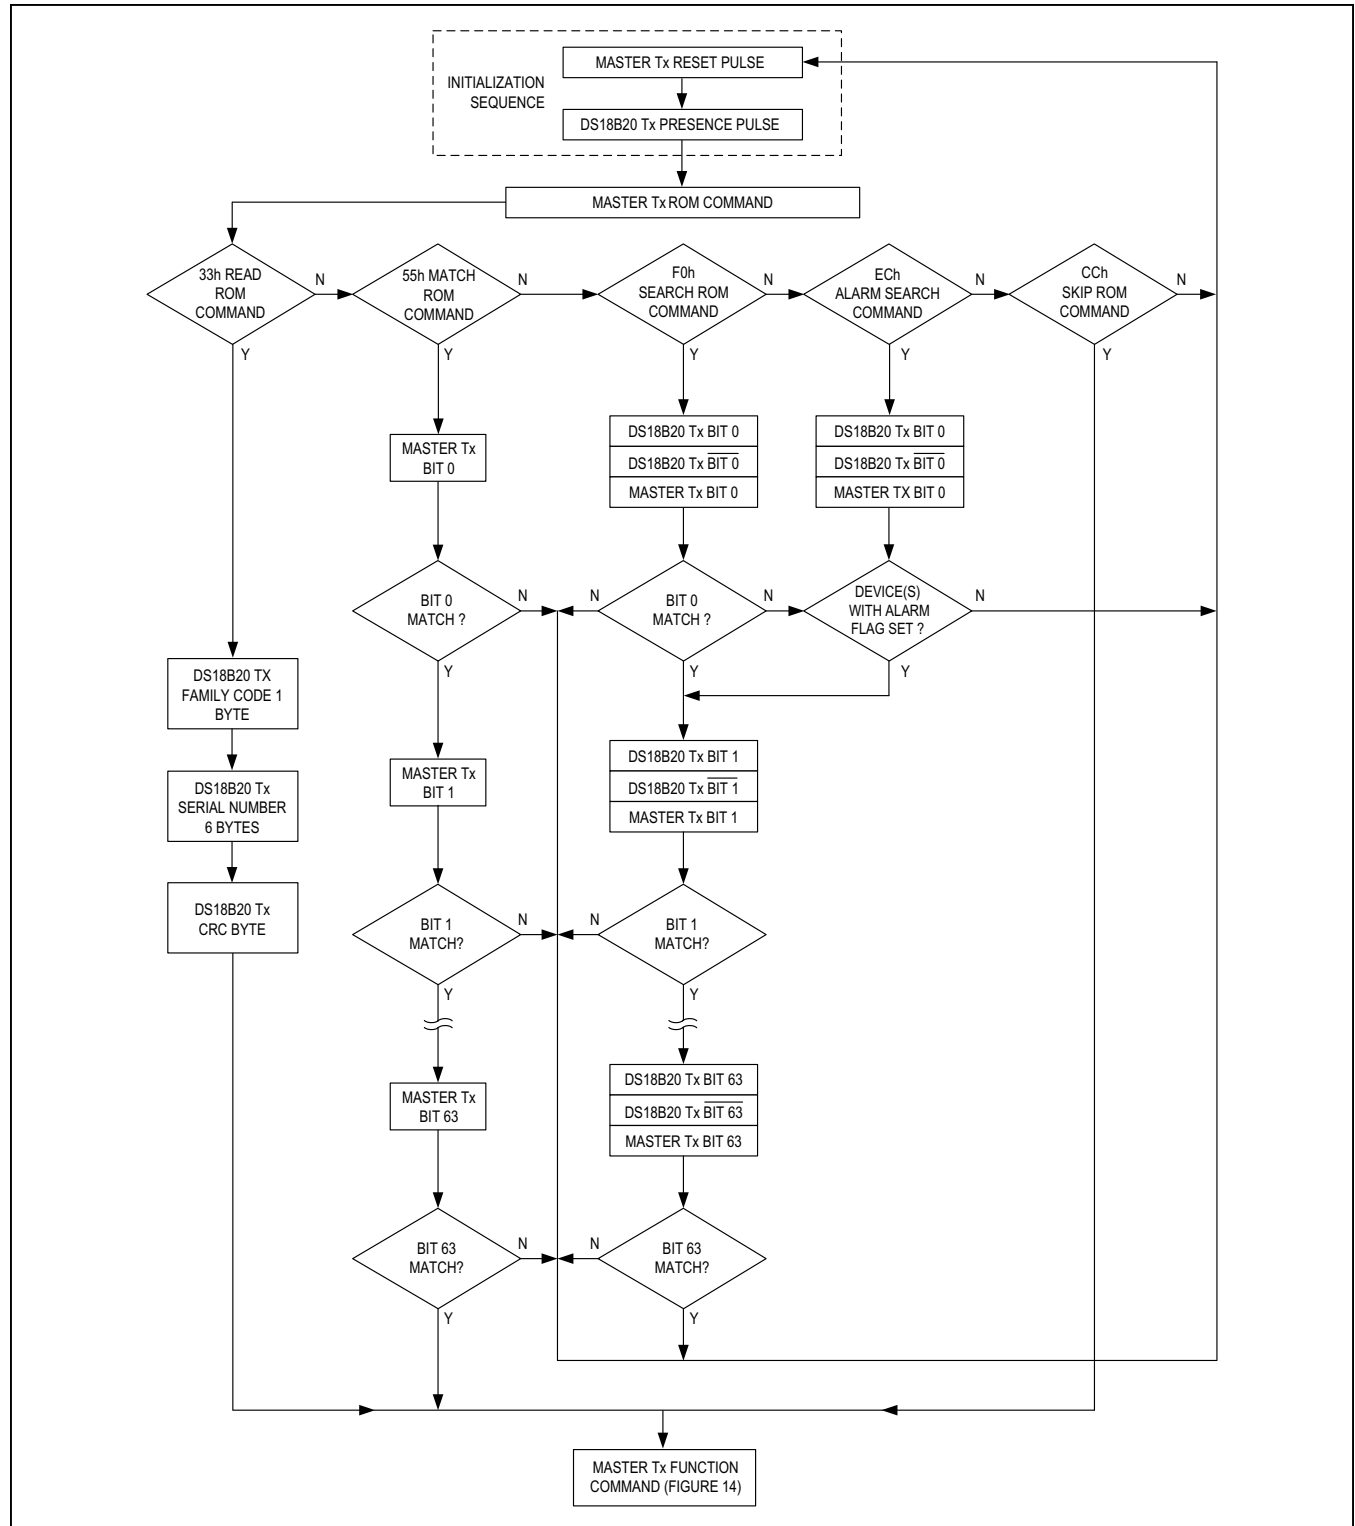 MASTER Tx RESET PULSE
INITIALIZATION
SEQUENCE
DS18B20 Tx PRESENCE PULSE
MASTER Tx ROM COMMAND
33h READ
ROM
COMMAND
N
Y
55h MATCH
ROM
COMMAND
N
Y
F0h
SEARCH ROM
COMMAND
N
Y
ECh
ALARM SEARCH
COMMAND
N
Y
CCh
SKIP ROM
COMMAND
N
Y
MASTER Tx
BIT 0
DS18B20 Tx BIT 0
DS18B20 Tx B̅I̅T̅ ̅0̅
MASTER Tx BIT 0
DS18B20 Tx BIT 0
DS18B20 Tx B̅I̅T̅ ̅0̅
MASTER TX BIT 0
BIT 0
MATCH ?
N
Y
N
BIT 0
MATCH ?
N
Y
DEVICE(S)
WITH ALARM
FLAG SET ?
N
Y
DS18B20 TX
FAMILY CODE 1
BYTE
DS18B20 Tx
SERIAL NUMBER
6 BYTES
DS18B20 Tx
CRC BYTE
MASTER Tx
BIT 1
DS18B20 Tx BIT 1
DS18B20 Tx B̅I̅T̅ ̅1̅
MASTER Tx BIT 1
BIT 1
MATCH?
N
Y
N
BIT 1
MATCH?
Y
MASTER Tx
BIT 63
DS18B20 Tx BIT 63
DS18B20 Tx B̅I̅T̅ ̅6̅3̅
MASTER Tx BIT 63
BIT 63
MATCH?
N
Y
N
BIT 63
MATCH?
Y
MASTER Tx FUNCTION
COMMAND (FIGURE 14)